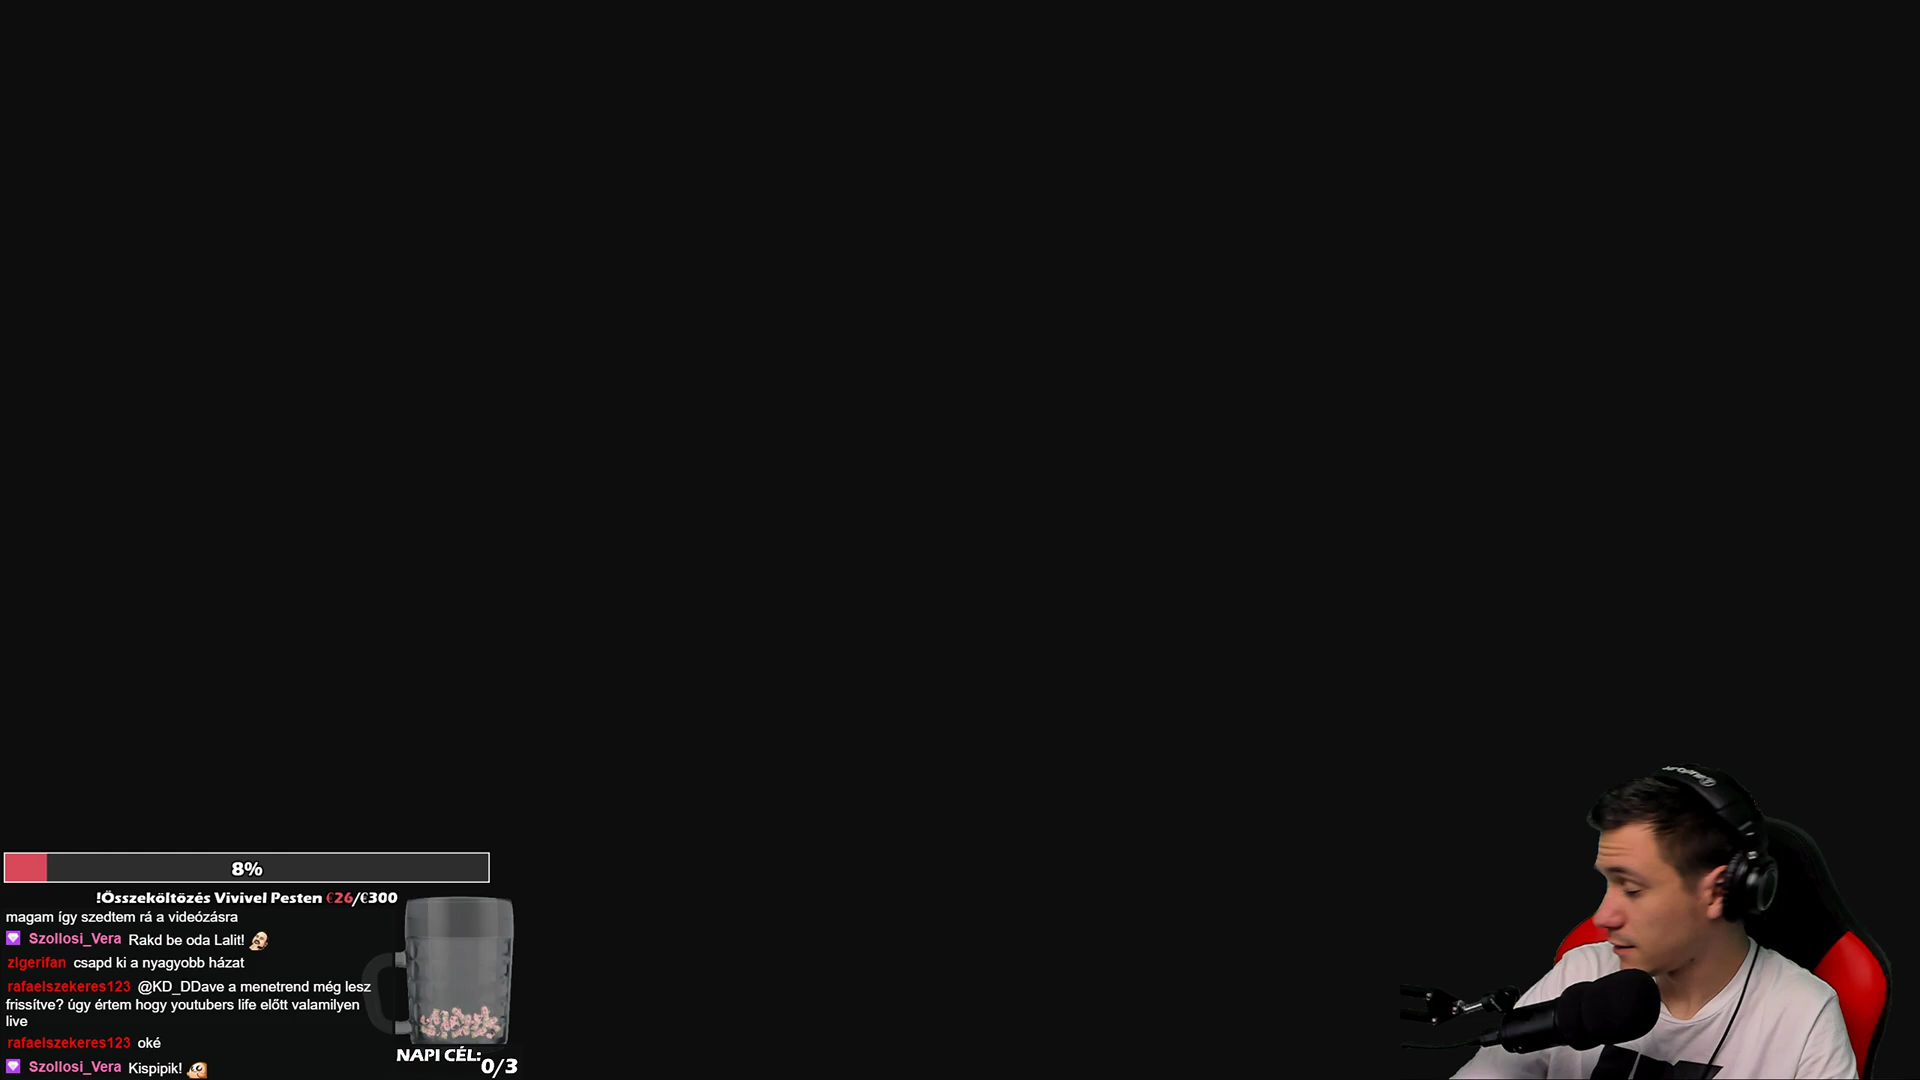 8%
!Összeköltözés Vivivel Pesten €26/€300
magam így szedtem rá a videózásra
Szollosi_Vera Rakd be oda Lalit!
zigerifan csapd ki a nyagyobb házat
rafaelszekeres123 @KD_DDave a menetrend még lesz
frissítve? úgy értem hogy youtubers life előtt valamilyen
live
rafaelszekeres123 oké
Szollosi_Vera Kispipik!
NAPI CÉL:
0/3